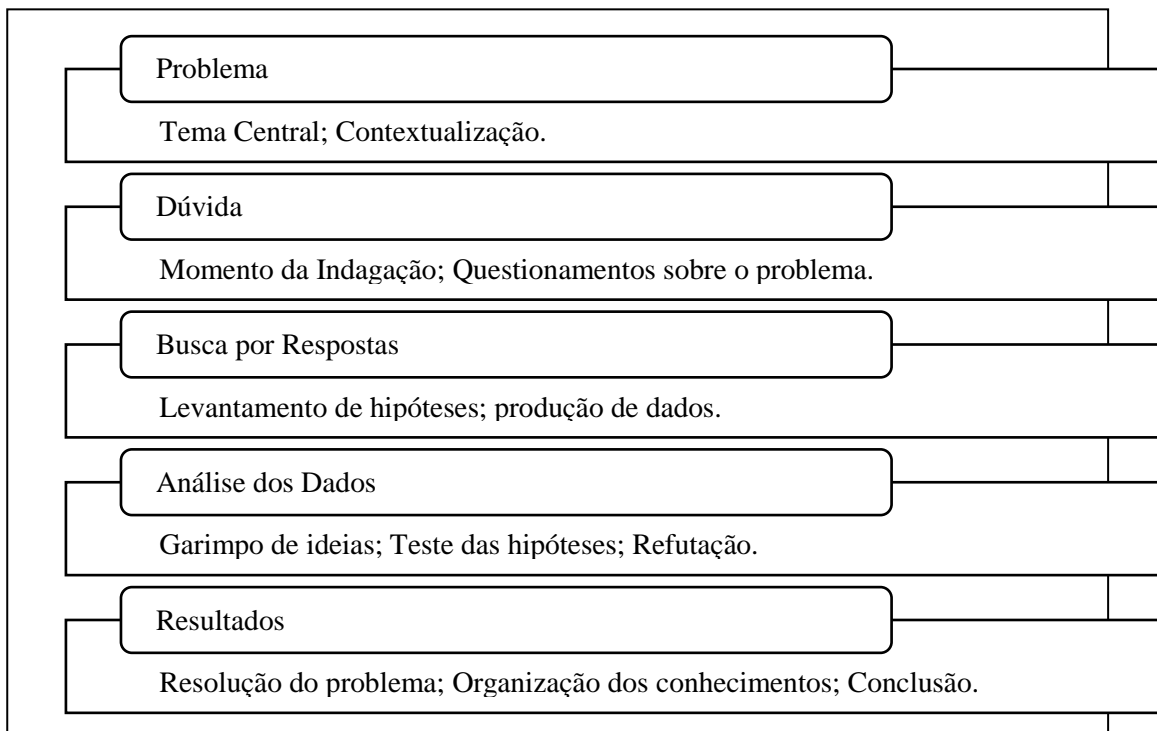 Problema
Tema Central; Contextualização.
Dúvida
Momento da Indagação; Questionamentos sobre o problema.
Busca por Respostas
Levantamento de hipóteses; produção de dados.
Análise dos Dados
Garimpo de ideias; Teste das hipóteses; Refutação.
Resultados
Resolução do problema; Organização dos conhecimentos; Conclusão.